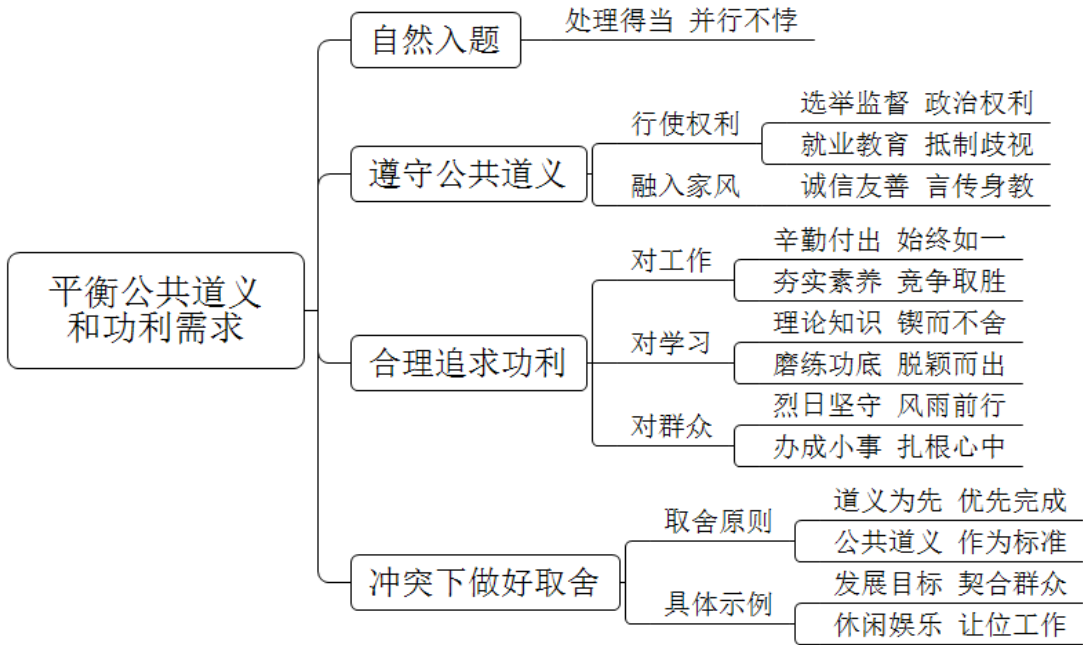 平衡公共道义
和功利需求
自然入题
处理得当 并行不悖
遵守公共道义
行使权利
选举监督 政治权利
就业教育 抵制歧视
融入家风
诚信友善 言传身教
合理追求功利
对工作
辛勤付出 始终如一
夯实素养 竞争取胜
对学习
理论知识 锲而不舍
磨练功底 脱颖而出
对群众
烈日坚守 风雨前行
办成小事 扎根心中
冲突下做好取舍
取舍原则
道义为先 优先完成
公共道义 作为标准
具体示例
发展目标 契合群众
休闲娱乐 让位工作